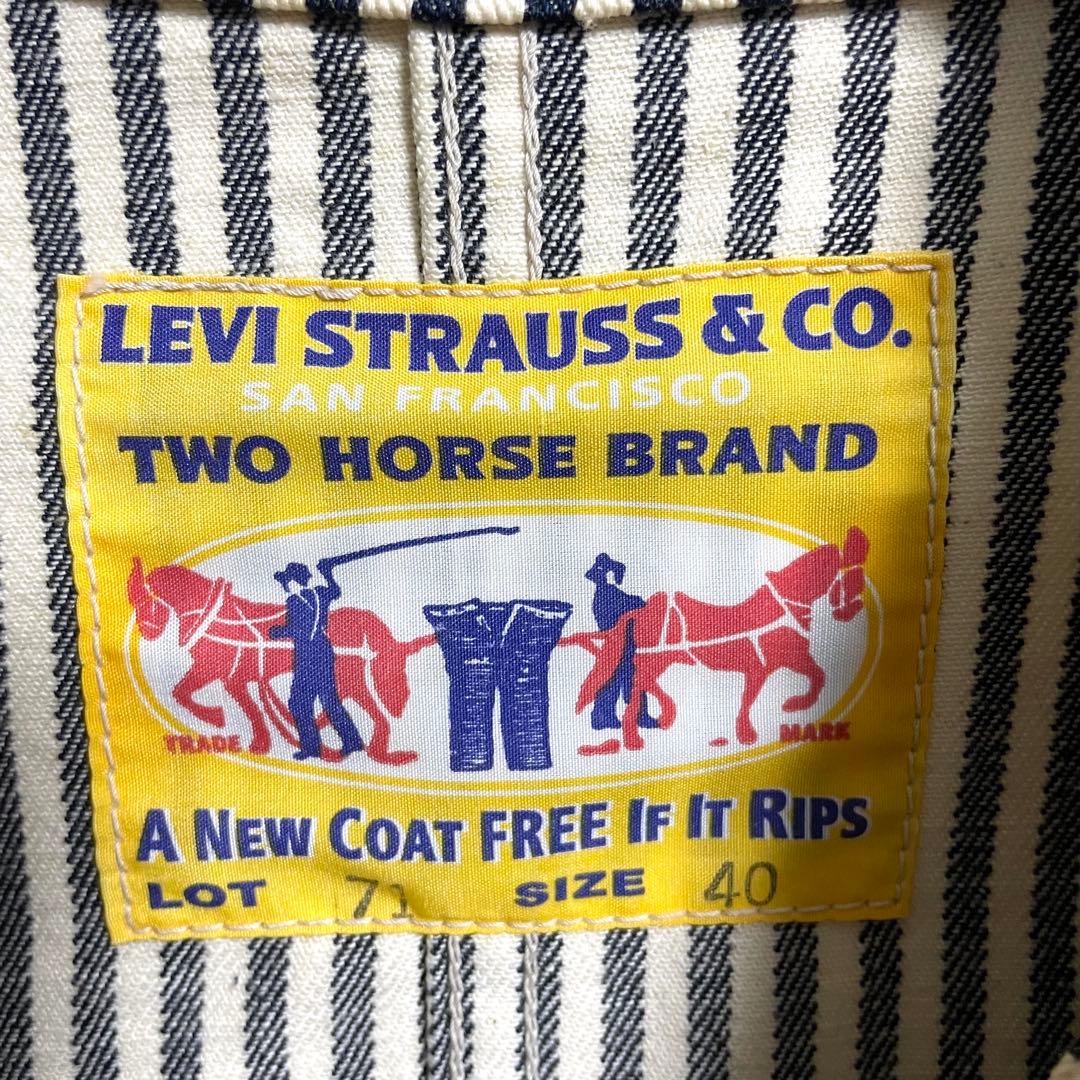 LEVI STRAUSS & CO.
SAN FRANCISCO
TWO HORSE BRAND
TRADE MARK
A NEW COAT FREE IF IT RIPS
LOT 71 SIZE 40